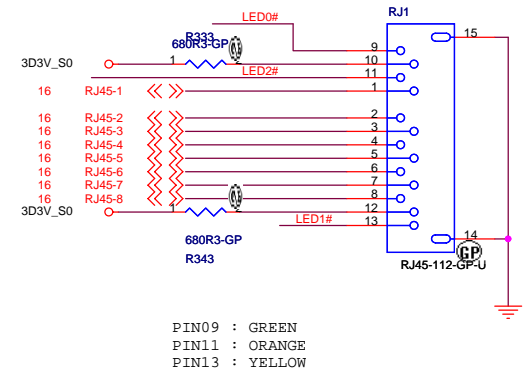 LED0#
RJ1
R333
680R3-GP
15
9
3D3V_S0
1
10
LED2#
11
16 RJ45-1
1
16 RJ45-2
2
16 RJ45-3
3
16 RJ45-4
4
16 RJ45-5
5
16 RJ45-6
6
16 RJ45-7
7
16 RJ45-8
8
3D3V_S0
1
12
LED1#
13
14
680R3-GP
GP
RJ45-112-GP-U
R343
PIN09 : GREEN
PIN11 : ORANGE
PIN13 : YELLOW